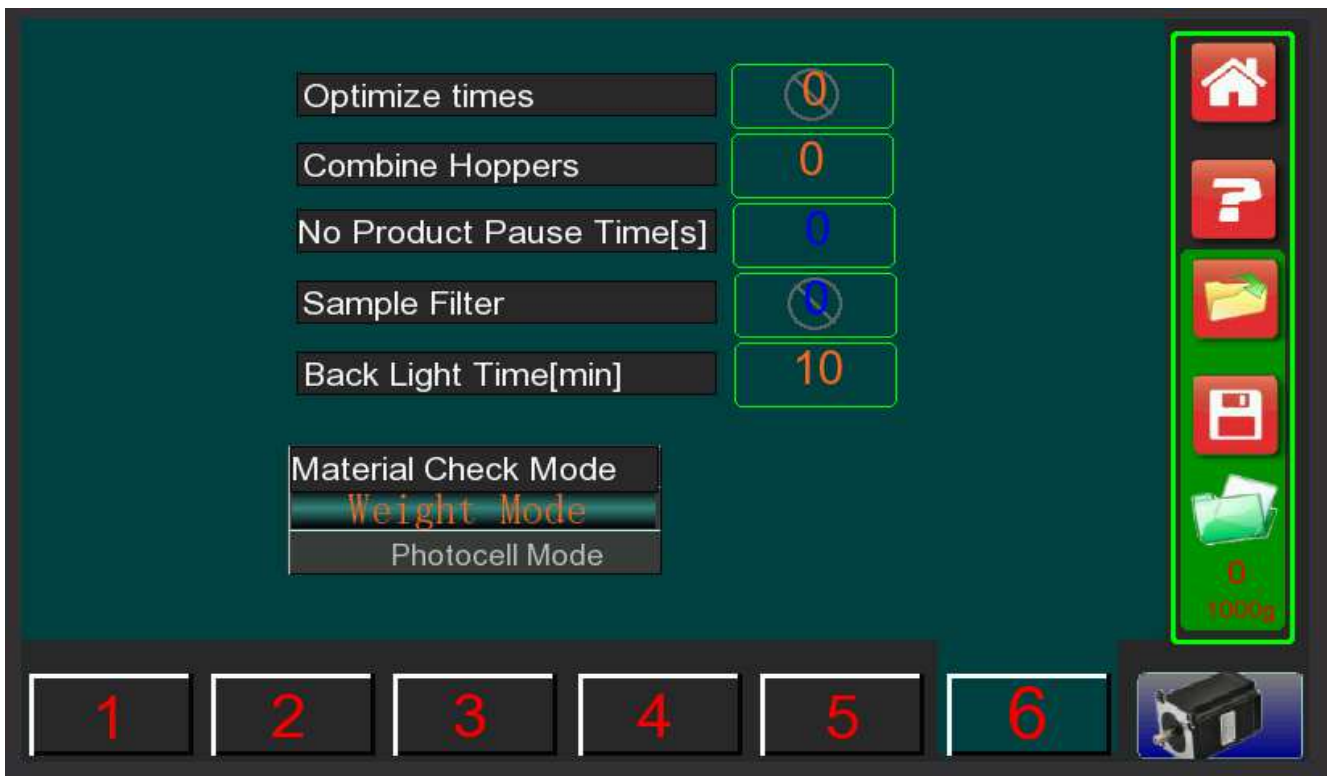 Optimize times 0
Combine Hoppers 0
No Product Pause Time[s] 0
Sample Filter 0
Back Light Time[min] 10
Material Check Mode
Weight Mode
Photocell Mode
0
1000g
1 2 3 4 5 6